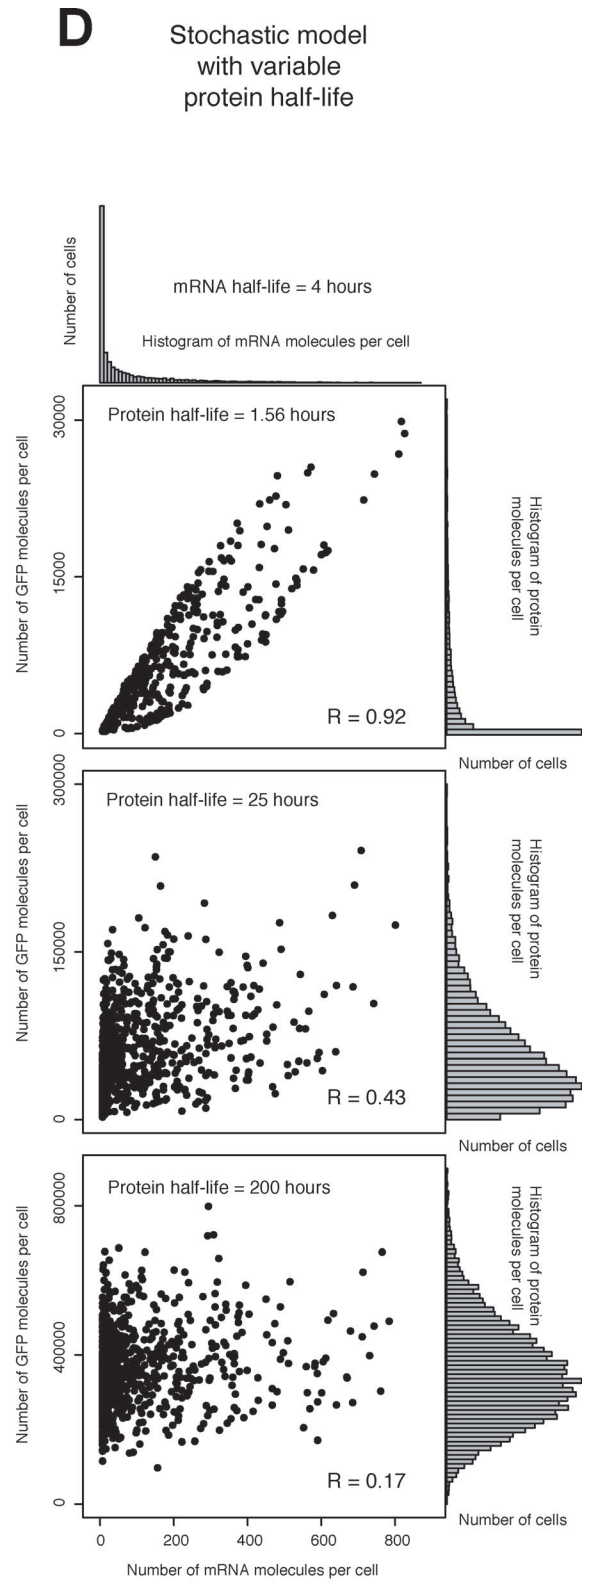 D
Stochastic model
with variable
protein half-life
Number of cells
mRNA half-life = 4 hours
Histogram of mRNA molecules per cell
Number of GFP molecules per cell
30000
15000
0
Protein half-life = 1.56 hours
R = 0.92
Histogram of protein
molecules per cell
Number of cells
Number of GFP molecules per cell
300000
150000
0
Protein half-life = 25 hours
R = 0.43
Histogram of protein
molecules per cell
Number of cells
Number of GFP molecules per cell
800000
400000
0
Protein half-life = 200 hours
R = 0.17
Histogram of protein
molecules per cell
Number of cells
0 200 400 600 800
Number of mRNA molecules per cell